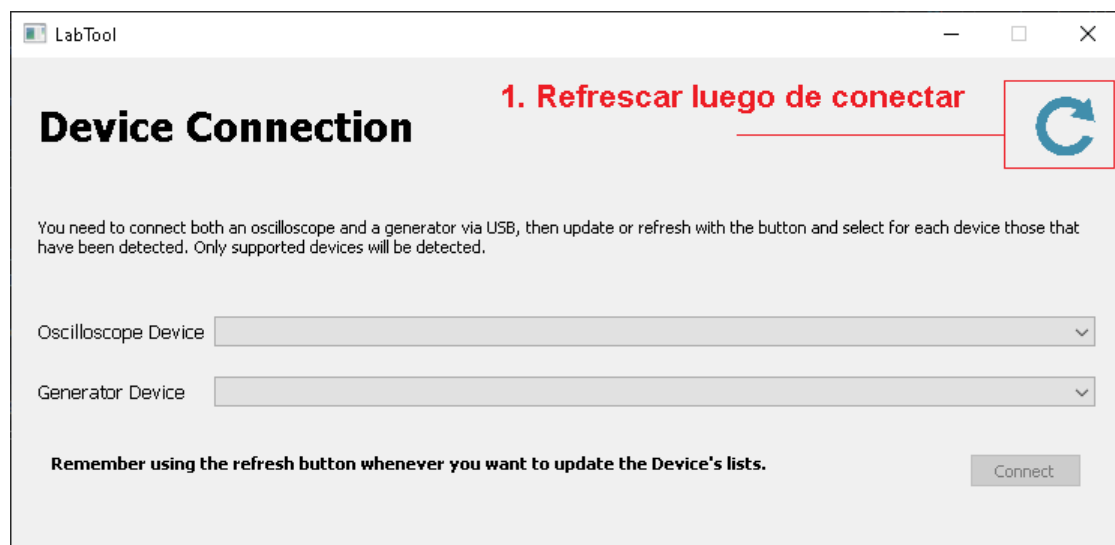 LabTool
1. Refrescar luego de conectar
Device Connection
You need to connect both an oscilloscope and a generator via USB, then update or refresh with the button and select for each device those that
have been detected. Only supported devices will be detected.
Oscilloscope Device
Generator Device
Remember using the refresh button whenever you want to update the Device's lists.
Connect